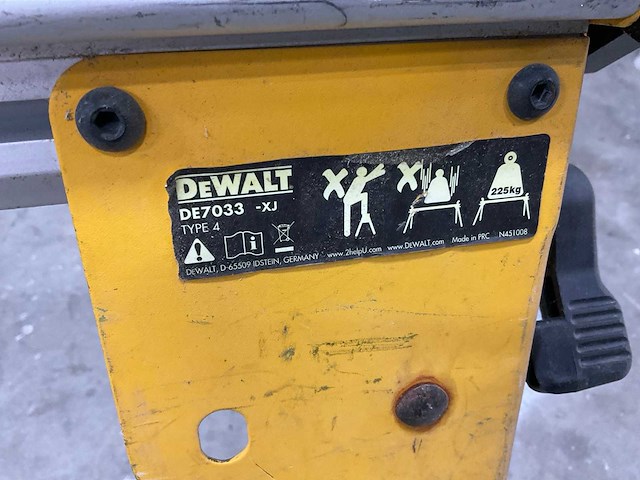 DEWALT
DE7033 -XJ
TYPE 4
225kg
DEWALT, D-65509 IDSTEIN, GERMANY www.2helpU.com www.DEWALT.com Made in PRC N451008